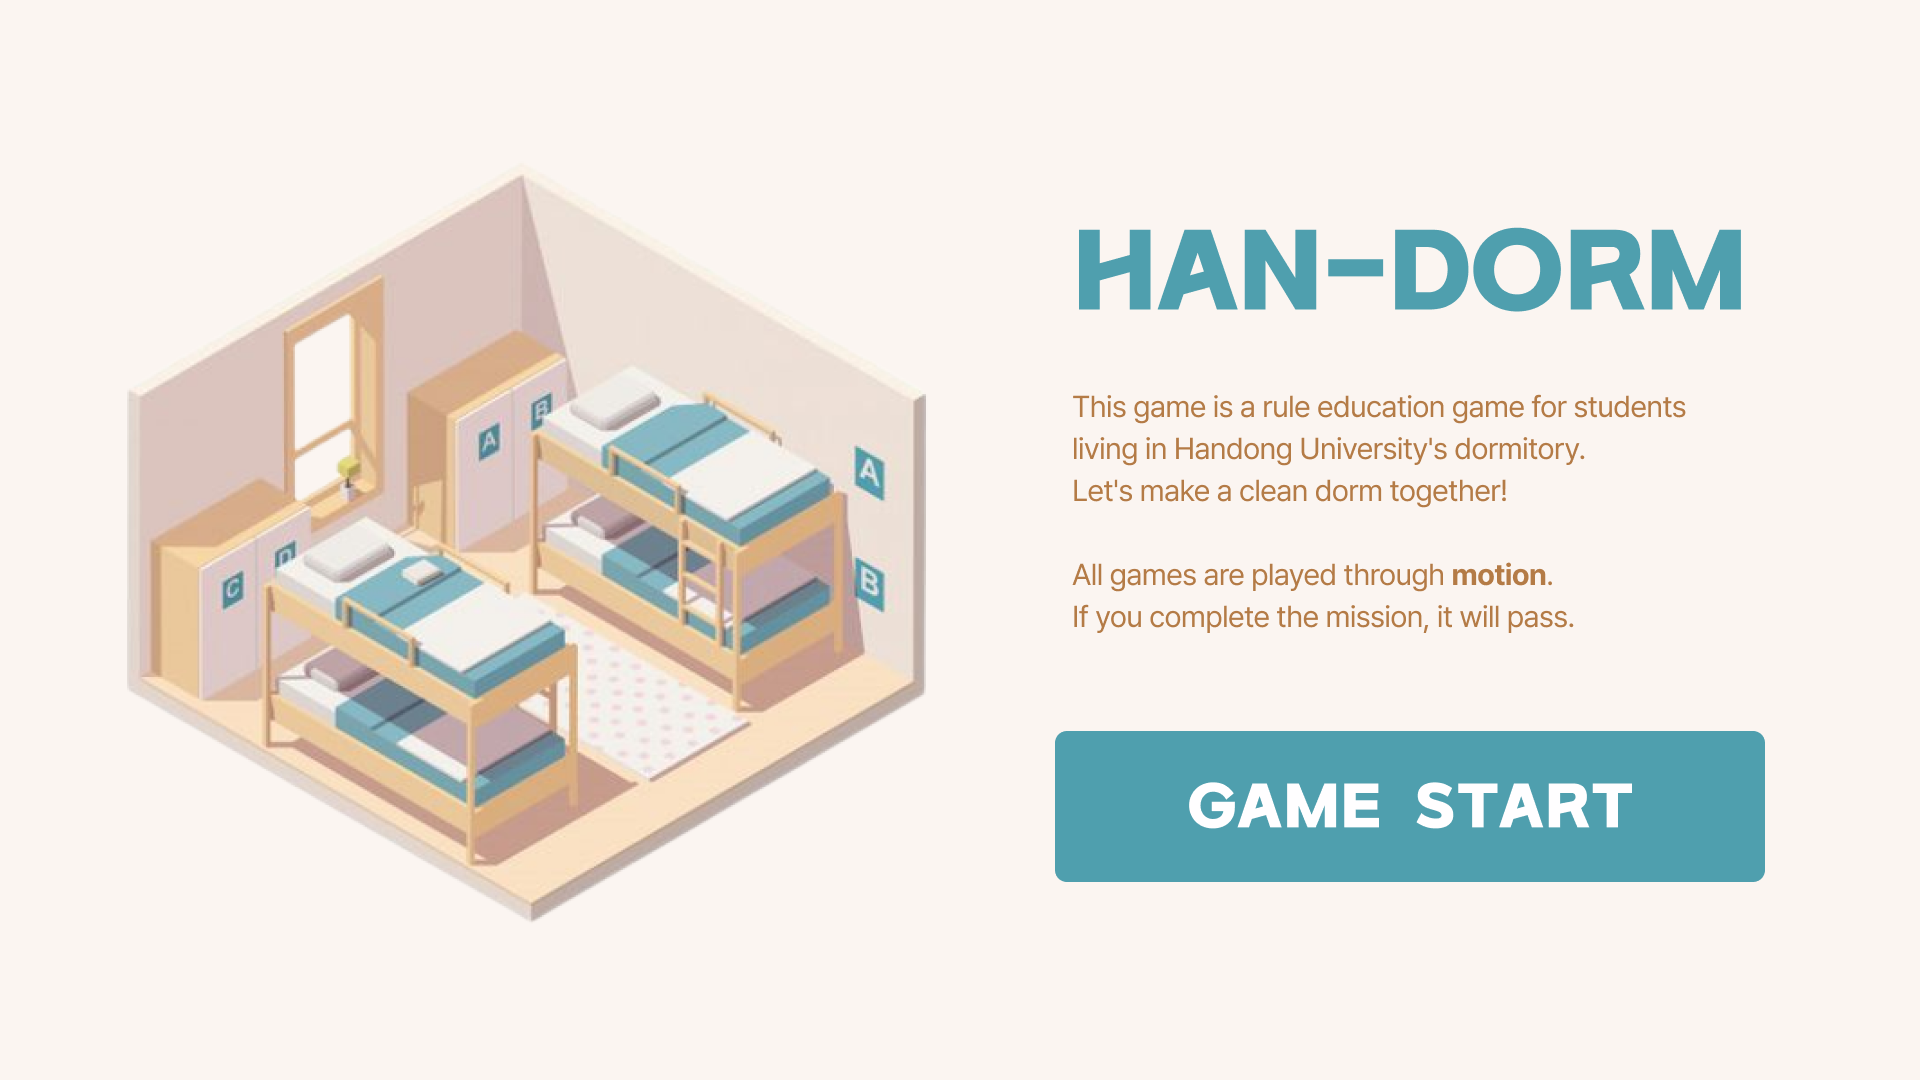 HAN-DORM
This game is a rule education game for students
living in Handong University's dormitory.
Let's make a clean dorm together!
All games are played through motion.
If you complete the mission, it will pass.
GAME START
A
B
C
D
A
B